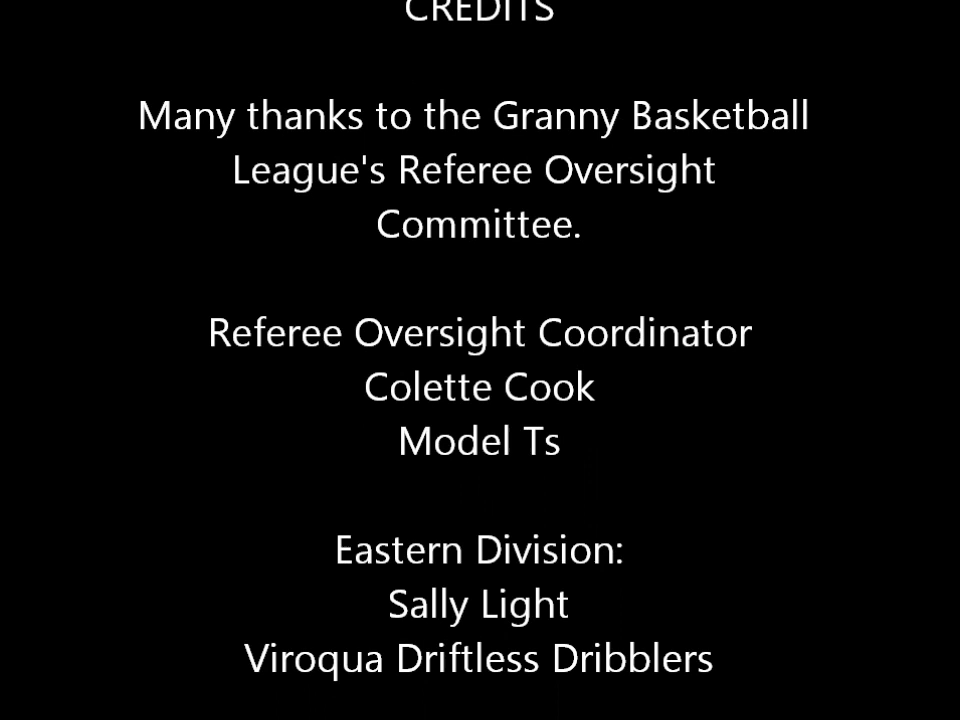 CREDITS
Many thanks to the Granny Basketball
League's Referee Oversight
Committee.
Referee Oversight Coordinator
Colette Cook
Model Ts
Eastern Division:
Sally Light
Viroqua Driftless Dribblers